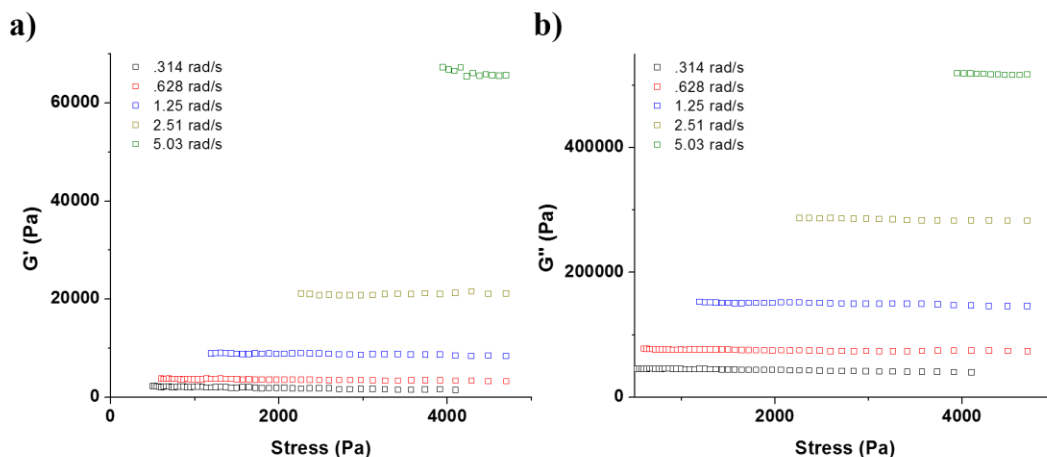 a)
.314 rad/s
.628 rad/s
1.25 rad/s
2.51 rad/s
5.03 rad/s
60000
40000
20000
0
G' (Pa)
0 2000 4000
Stress (Pa)
b)
.314 rad/s
.628 rad/s
1.25 rad/s
2.51 rad/s
5.03 rad/s
400000
200000
0
G" (Pa)
2000 4000
Stress (Pa)